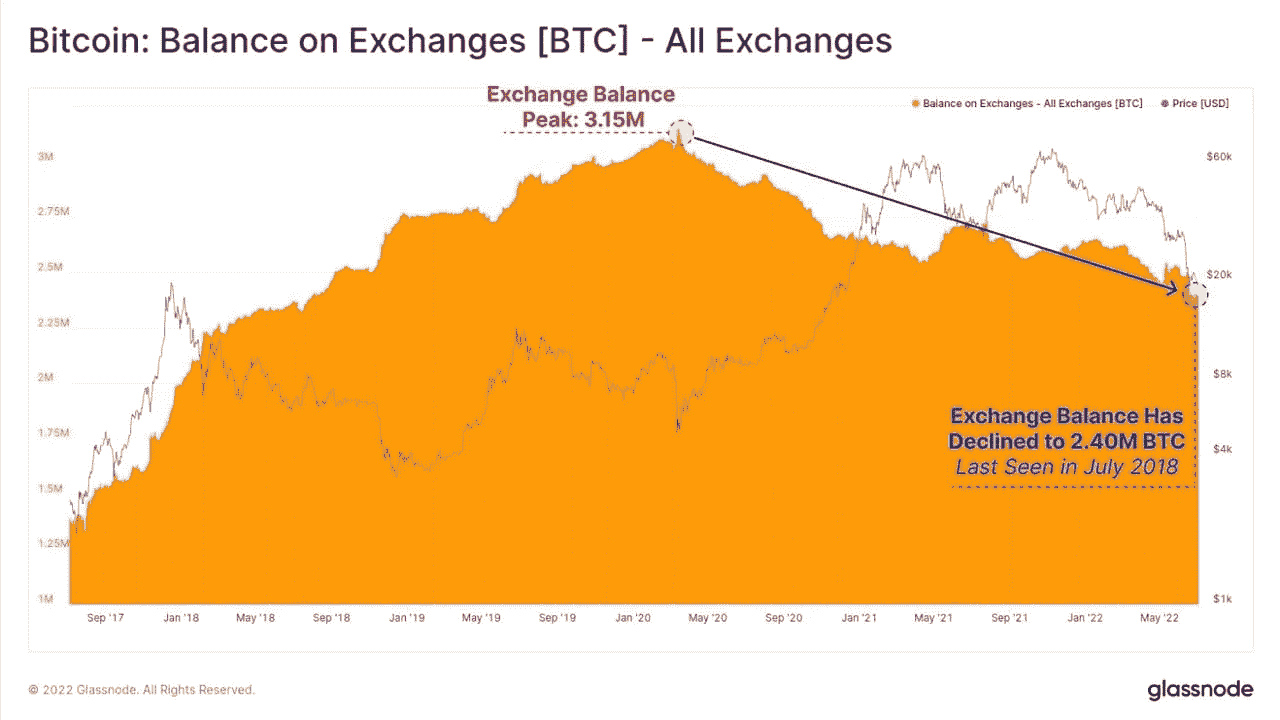 Bitcoin: Balance on Exchanges [BTC] - All Exchanges
Exchange Balance
Peak: 3.15M
Balance on Exchanges - All Exchanges [BTC]
Price [USD]
3M
2.75M
2.5M
2.25M
2M
1.75M
1.5M
1.25M
1M
$60k
$20k
$8k
$4k
$1k
Exchange Balance Has
Declined to 2.40M BTC
Last Seen in July 2018
Sep '17 Jan '18 May '18 Sep '18 Jan '19 May '19 Sep '19 Jan '20 May '20 Sep '20 Jan '21 May '21 Sep '21 Jan '22 May '22
© 2022 Glassnode. All Rights Reserved.
glassnode